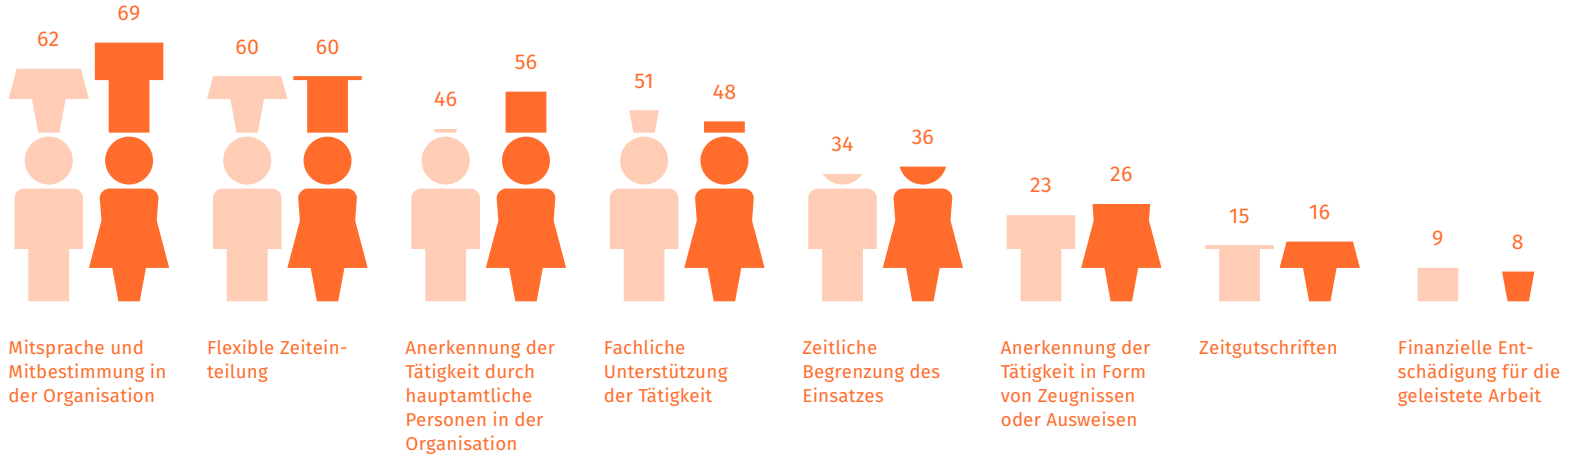 62 69
60 60
46 56
51 48
34 36
23 26
15 16
9 8
Mitsprache und
Mitbestimmung in
der Organisation
Flexible Zeitein-
teilung
Anerkennung der
Tätigkeit durch
hauptamtliche
Personen in der
Organisation
Fachliche
Unterstützung
der Tätigkeit
Zeitliche
Begrenzung des
Einsatzes
Anerkennung der
Tätigkeit in Form
von Zeugnissen
oder Ausweisen
Zeitgutschriften
Finanzielle Ent-
schädigung für die
geleistete Arbeit